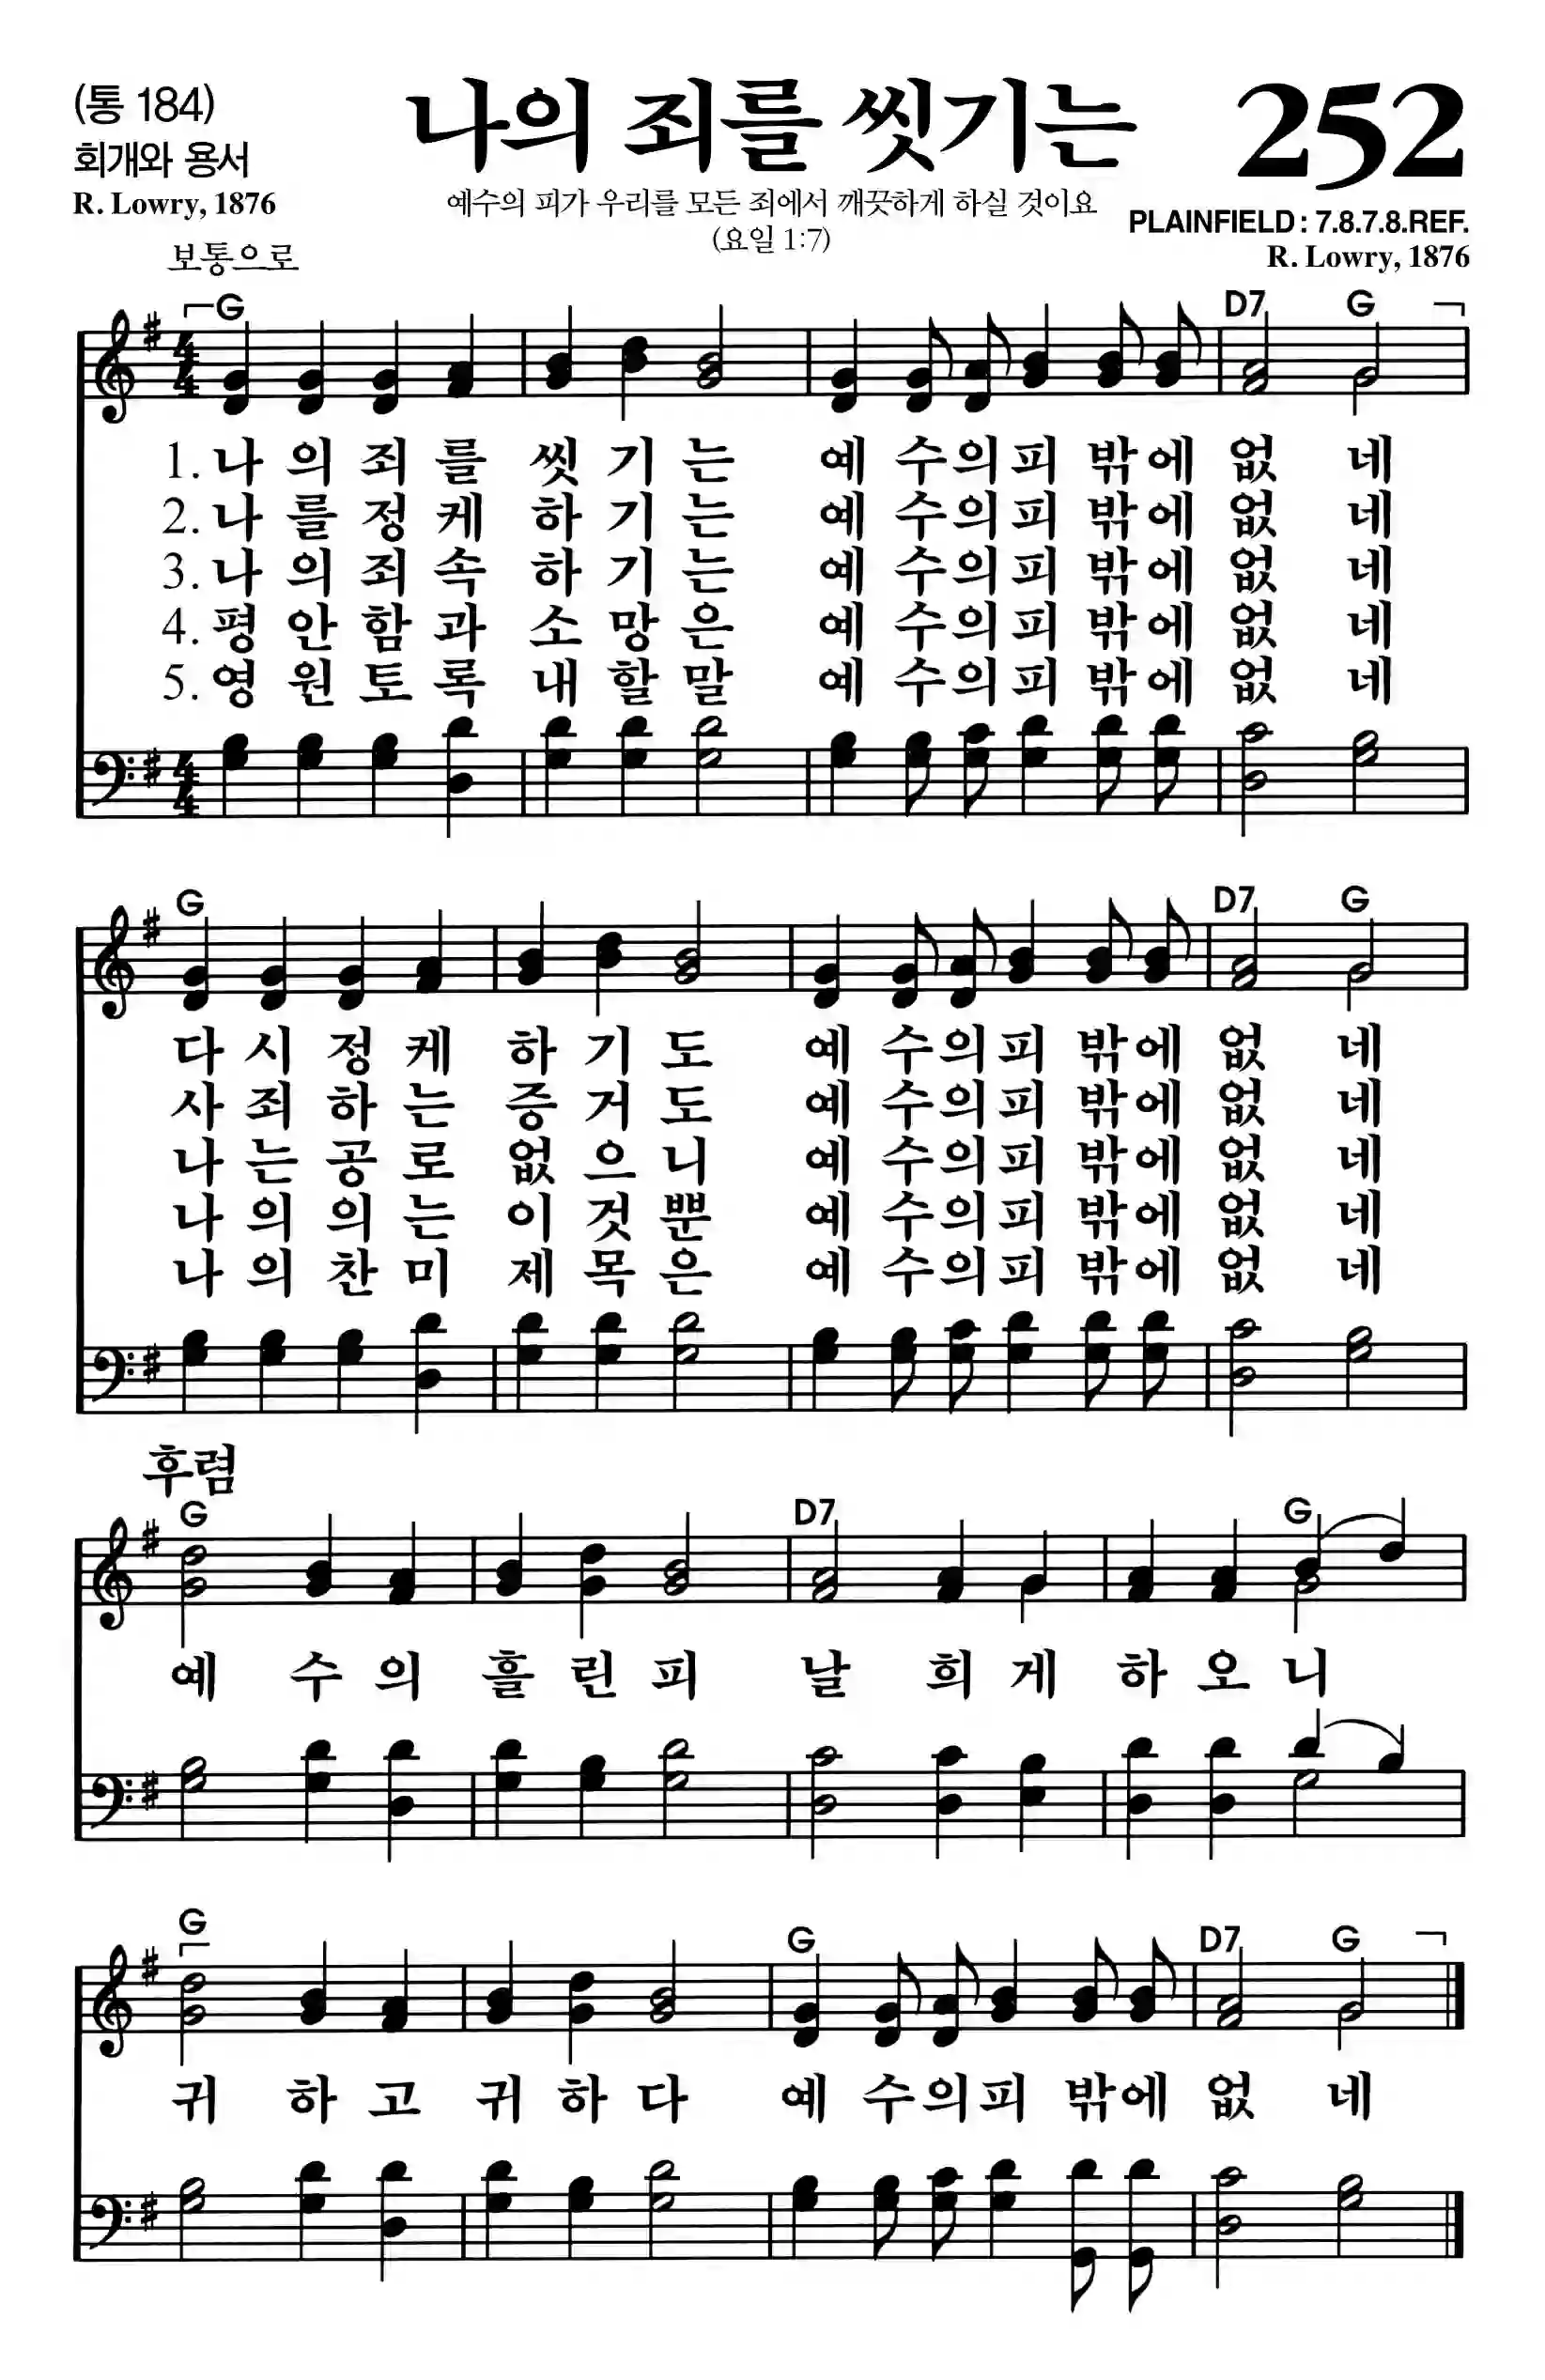 (통 184)
나의 죄를 씻기는
252
회개와 용서
R. Lowry, 1876
예수의 피가 우리를 모든 죄에서 깨끗하게 하실 것이요
(요일 1:7)
PLAINFIELD : 7.8.7.8.REF.
R. Lowry, 1876
보통으로
G D7 G
1. 나 의 죄 를 씻 기 는 예 수의피 밖에 없 네
2. 나 를 정 케 하 기 는 예 수의피 밖에 없 네
3. 나 의 죄 속 하 기 는 예 수의피 밖에 없 네
4. 평 안 함 과 소 망 은 예 수의피 밖에 없 네
5. 영 원 토 록 내 할 말 예 수의피 밖에 없 네
G D7 G
다 시 정 케 하 기 도 예 수의피 밖에 없 네
사 죄 하 는 증 거 도 예 수의피 밖에 없 네
나 는 공 로 없 으 니 예 수의피 밖에 없 네
나 의 의 는 이 것 뿐 예 수의피 밖에 없 네
나 의 찬 미 제 목 은 예 수의피 밖에 없 네
후렴
G D7 G
예 수 의 흘 린 피 날 희 게 하 오 니
G G D7 G
귀 하 고 귀 하 다 예 수의피 밖에 없 네